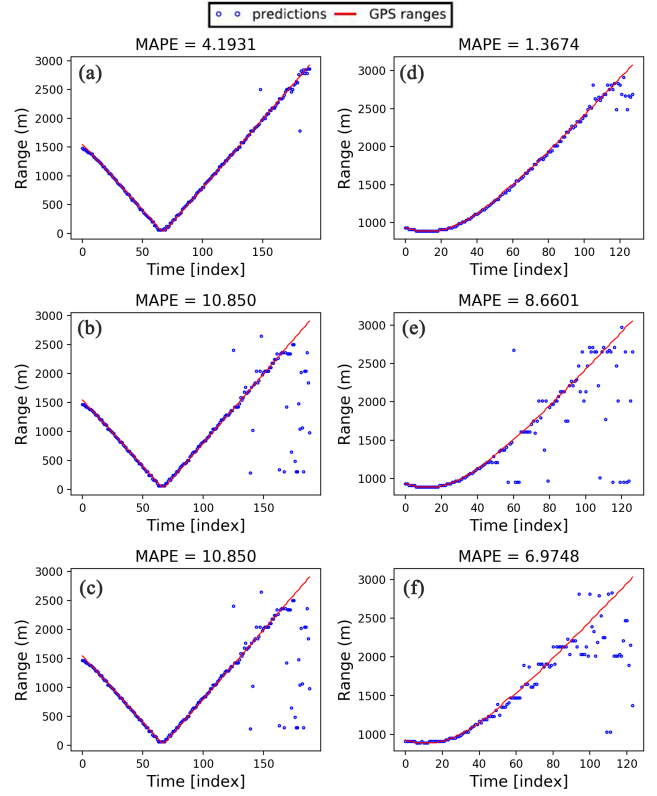 predictions GPS ranges
MAPE = 4.1931
(a)
3000
2500
2000
1500
1000
500
0
Range (m)
0 50 100 150
Time [index]
MAPE = 1.3674
(d)
3000
2500
2000
1500
1000
Range (m)
0 20 40 60 80 100 120
Time [index]
MAPE = 10.850
(b)
3000
2500
2000
1500
1000
500
0
Range (m)
0 50 100 150
Time [index]
MAPE = 8.6601
(e)
3000
2500
2000
1500
1000
Range (m)
0 20 40 60 80 100 120
Time [index]
MAPE = 10.850
(c)
3000
2500
2000
1500
1000
500
0
Range (m)
0 50 100 150
Time [index]
MAPE = 6.9748
(f)
3000
2500
2000
1500
1000
Range (m)
0 20 40 60 80 100 120
Time [index]